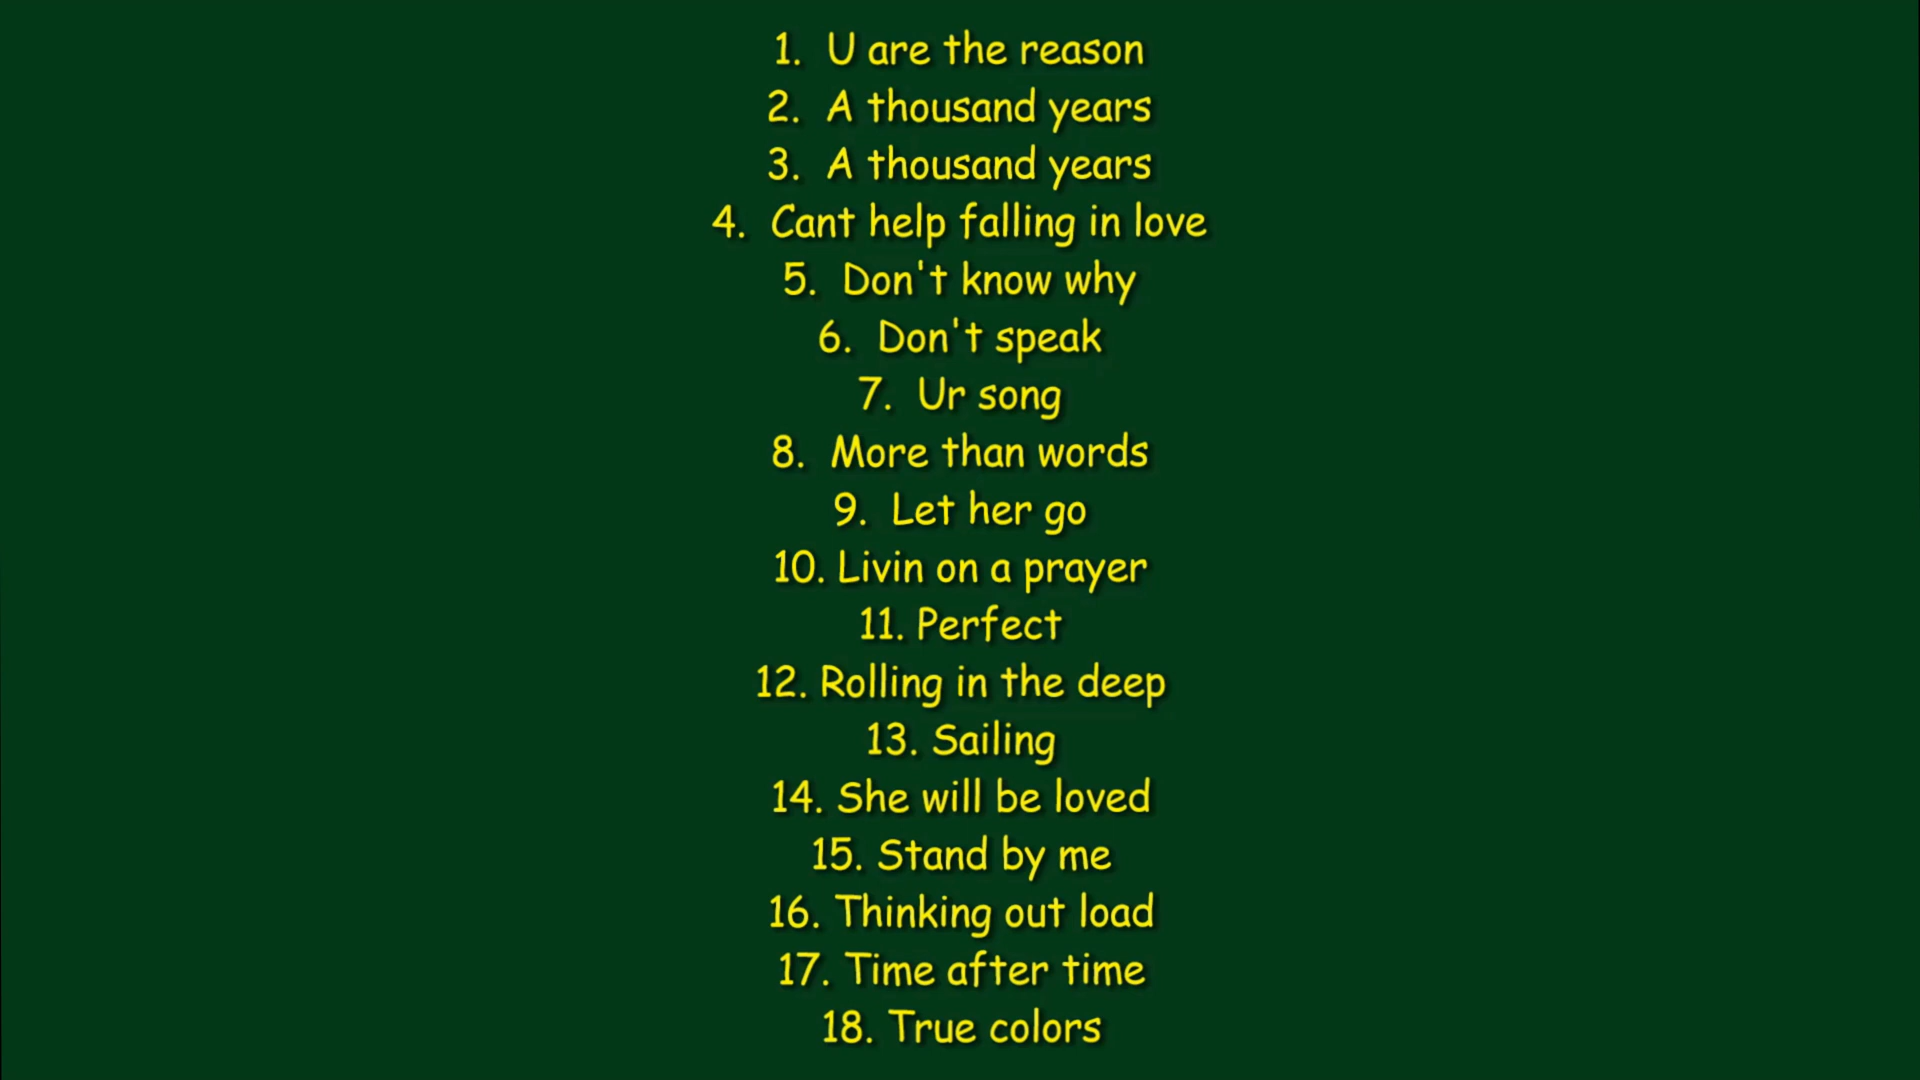 1. U are the reason
2. A thousand years
3. A thousand years
4. Cant help falling in love
5. Don't know why
6. Don't speak
7. Ur song
8. More than words
9. Let her go
10. Livin on a prayer
11. Perfect
12. Rolling in the deep
13. Sailing
14. She will be loved
15. Stand by me
16. Thinking out load
17. Time after time
18. True colors